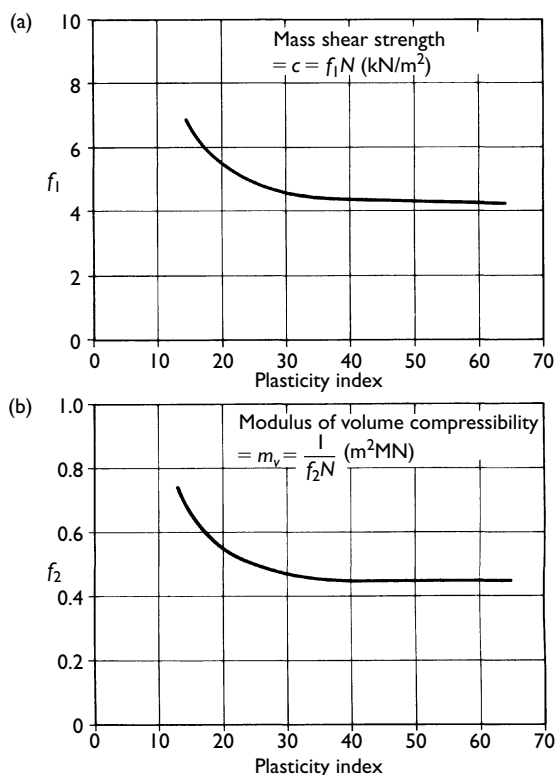 (a)
Mass shear strength
= c = f₁N (kN/m²)
10
8
6
f₁
4
2
0
0 10 20 30 40 50 60 70
Plasticity index
(b)
Modulus of volume compressibility
= mᵥ = 1/f₂N (m²MN)
1.0
0.8
0.6
f₂
0.4
0.2
0
0 10 20 30 40 50 60 70
Plasticity index